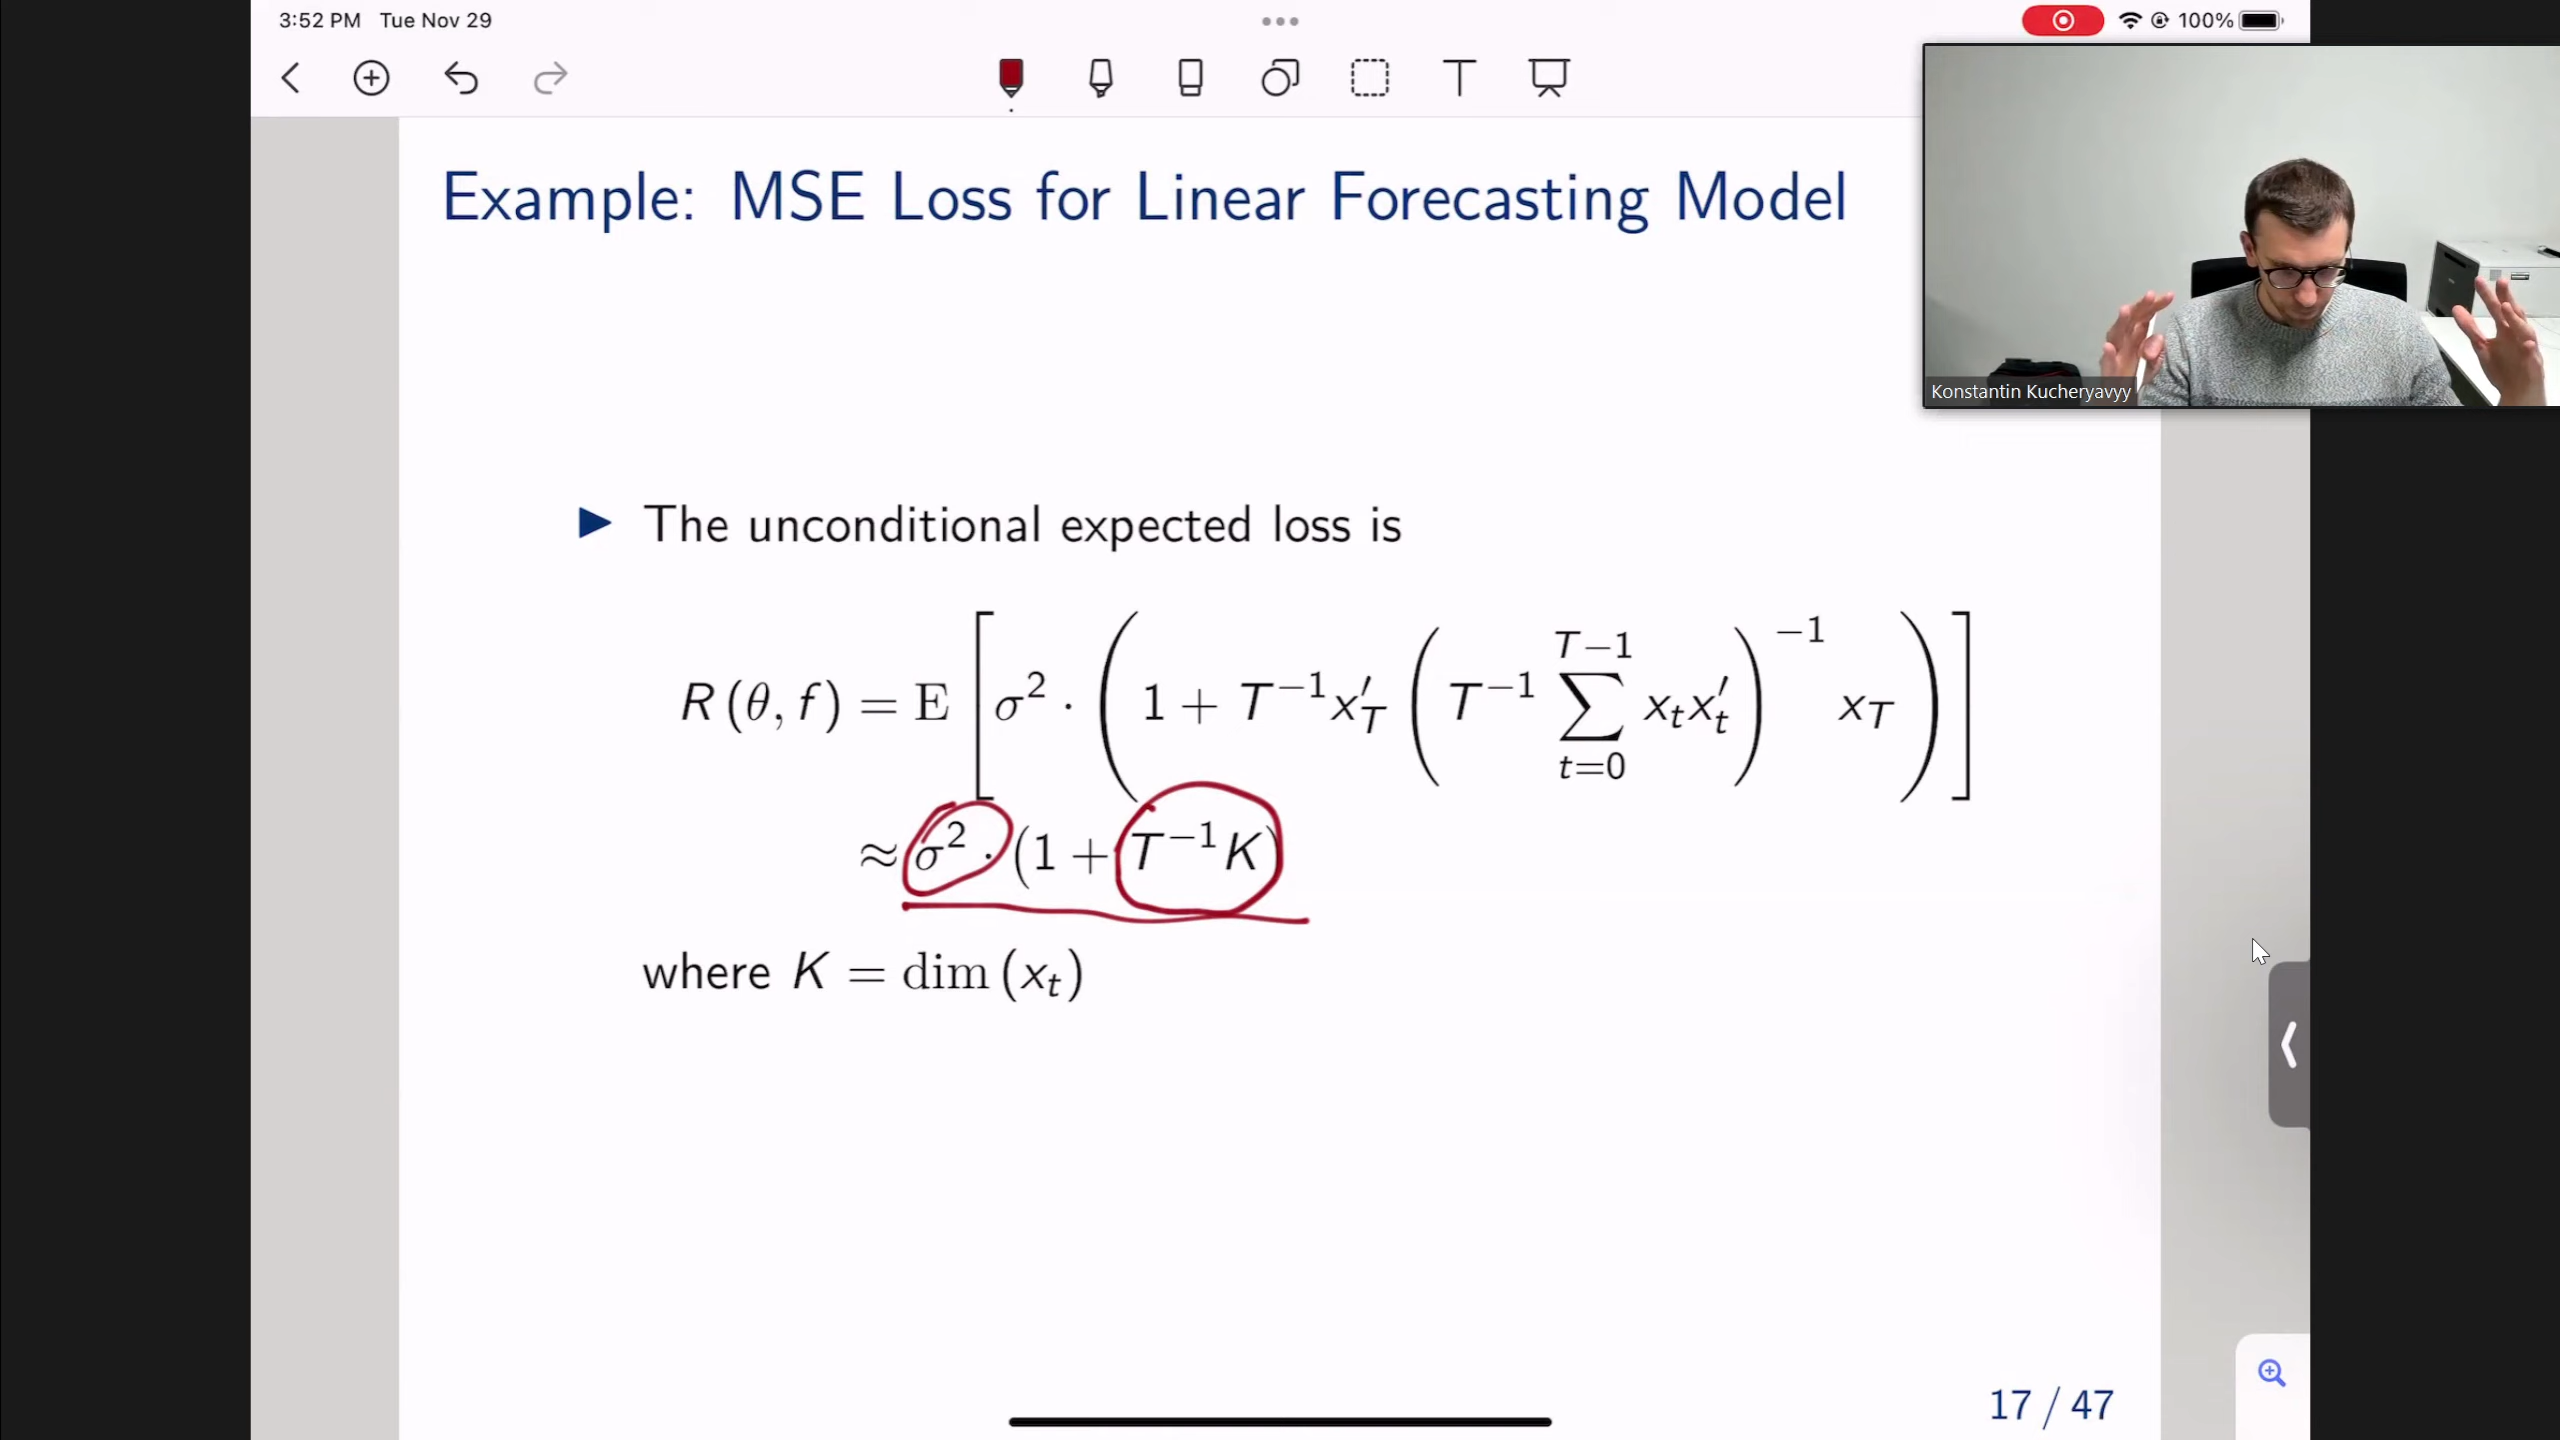 3:52 PM Tue Nov 29
100%
T
Example: MSE Loss for Linear Forecasting Model
Konstantin Kucheryavyy
▶ The unconditional expected loss is
R (θ, f) = E [ σ² · ( 1 + T⁻¹x′_T ( T⁻¹ ∑_{t=0}^{T−1} x_t x′_t )⁻¹ x_T ) ]
≈ σ² · (1 + T⁻¹K)
where K = dim (x_t)
17 / 47